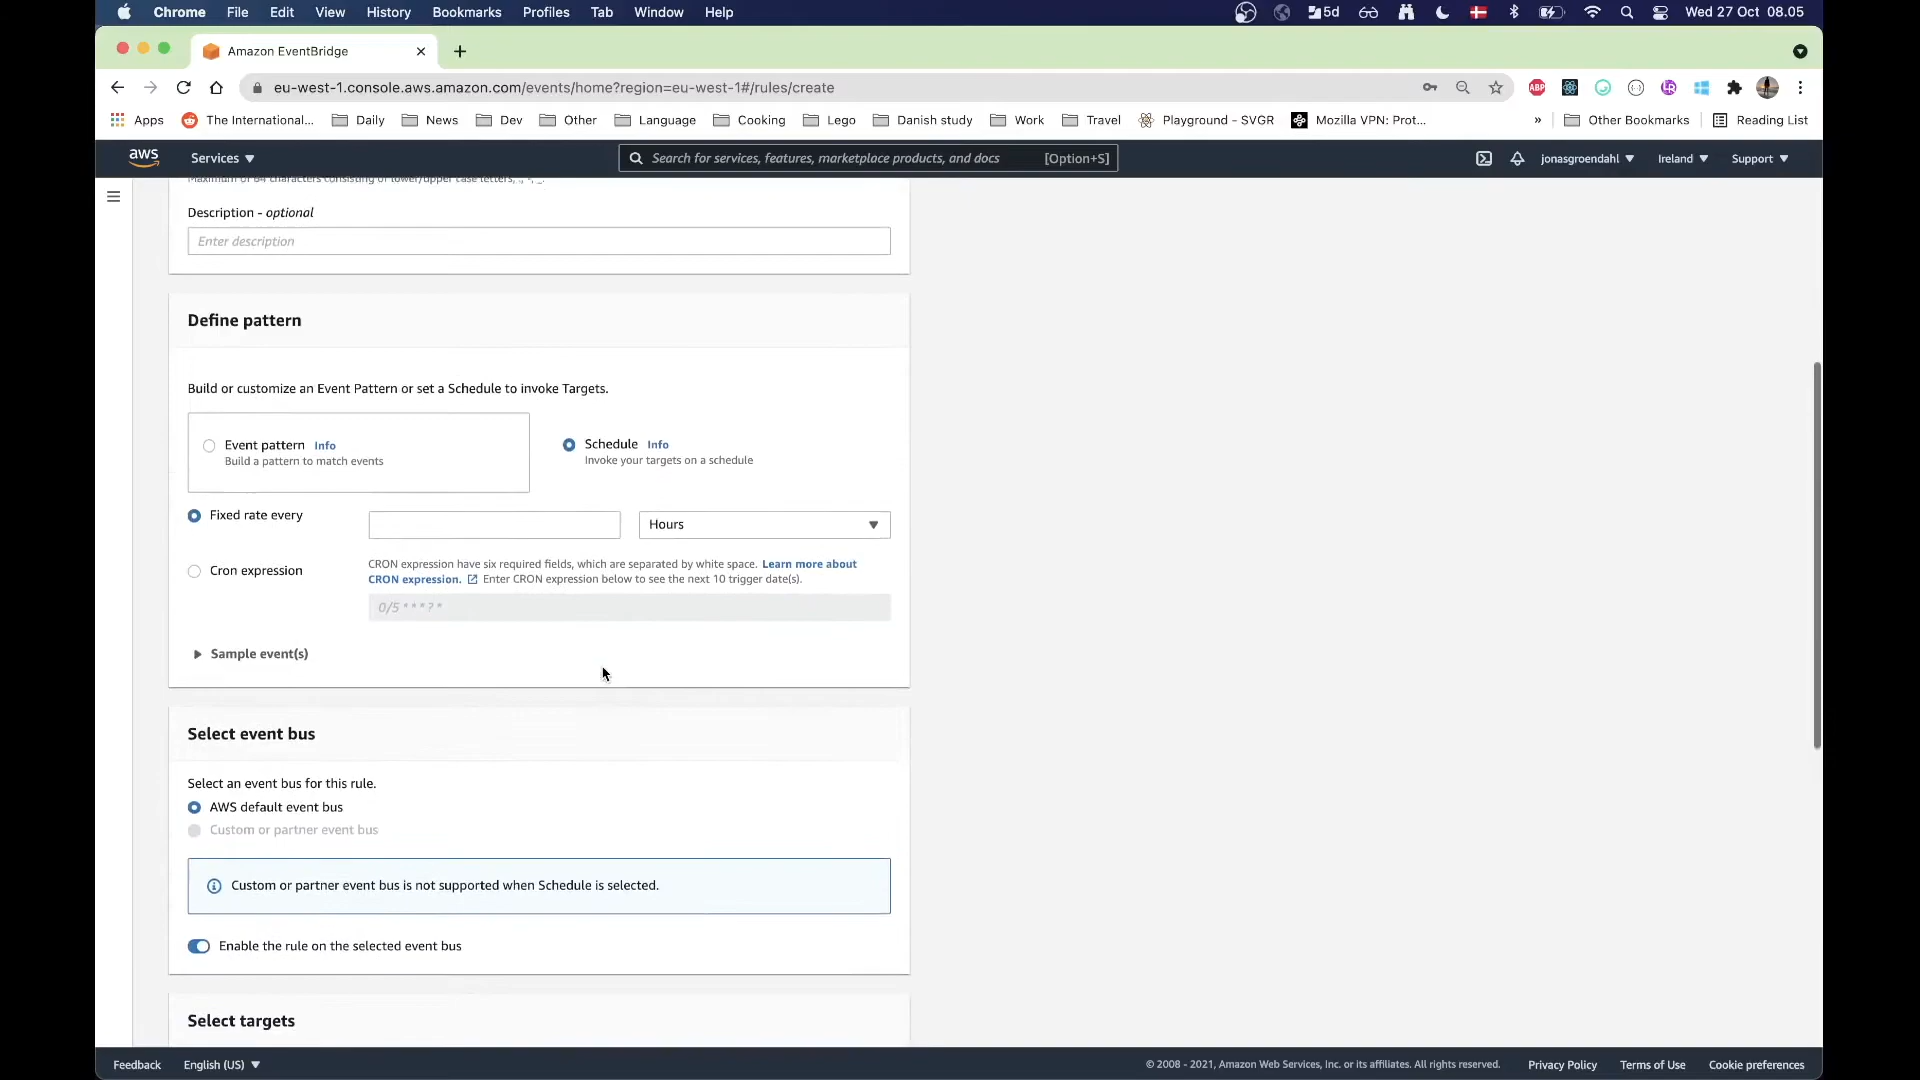 Chrome File Edit View History Bookmarks Profiles Tab Window Help 5d Wed 27 Oct 08.05
Amazon EventBridge
eu-west-1.console.aws.amazon.com/events/home?region=eu-west-1#/rules/create ABP
Apps The International... Daily News Dev Other Language Cooking Lego Danish study Work Travel Playground - SVGR Mozilla VPN: Prot... » Other Bookmarks Reading List
aws Services Search for services, features, marketplace products, and docs [Option+S] jonasgroendahl Ireland Support
Maximum of 64 characters consisting of lower/upper case letters, ., -, _.
Description - optional
Enter description
Define pattern
Build or customize an Event Pattern or set a Schedule to invoke Targets.
Event pattern Info
Build a pattern to match events
Schedule Info
Invoke your targets on a schedule
Fixed rate every Hours
Cron expression
CRON expression have six required fields, which are separated by white space. Learn more about
CRON expression. Enter CRON expression below to see the next 10 trigger date(s).
0/5 * * * ? *
Sample event(s)
Select event bus
Select an event bus for this rule.
AWS default event bus
Custom or partner event bus
Custom or partner event bus is not supported when Schedule is selected.
Enable the rule on the selected event bus
Select targets
Feedback English (US) © 2008 - 2021, Amazon Web Services, Inc. or its affiliates. All rights reserved. Privacy Policy Terms of Use Cookie preferences